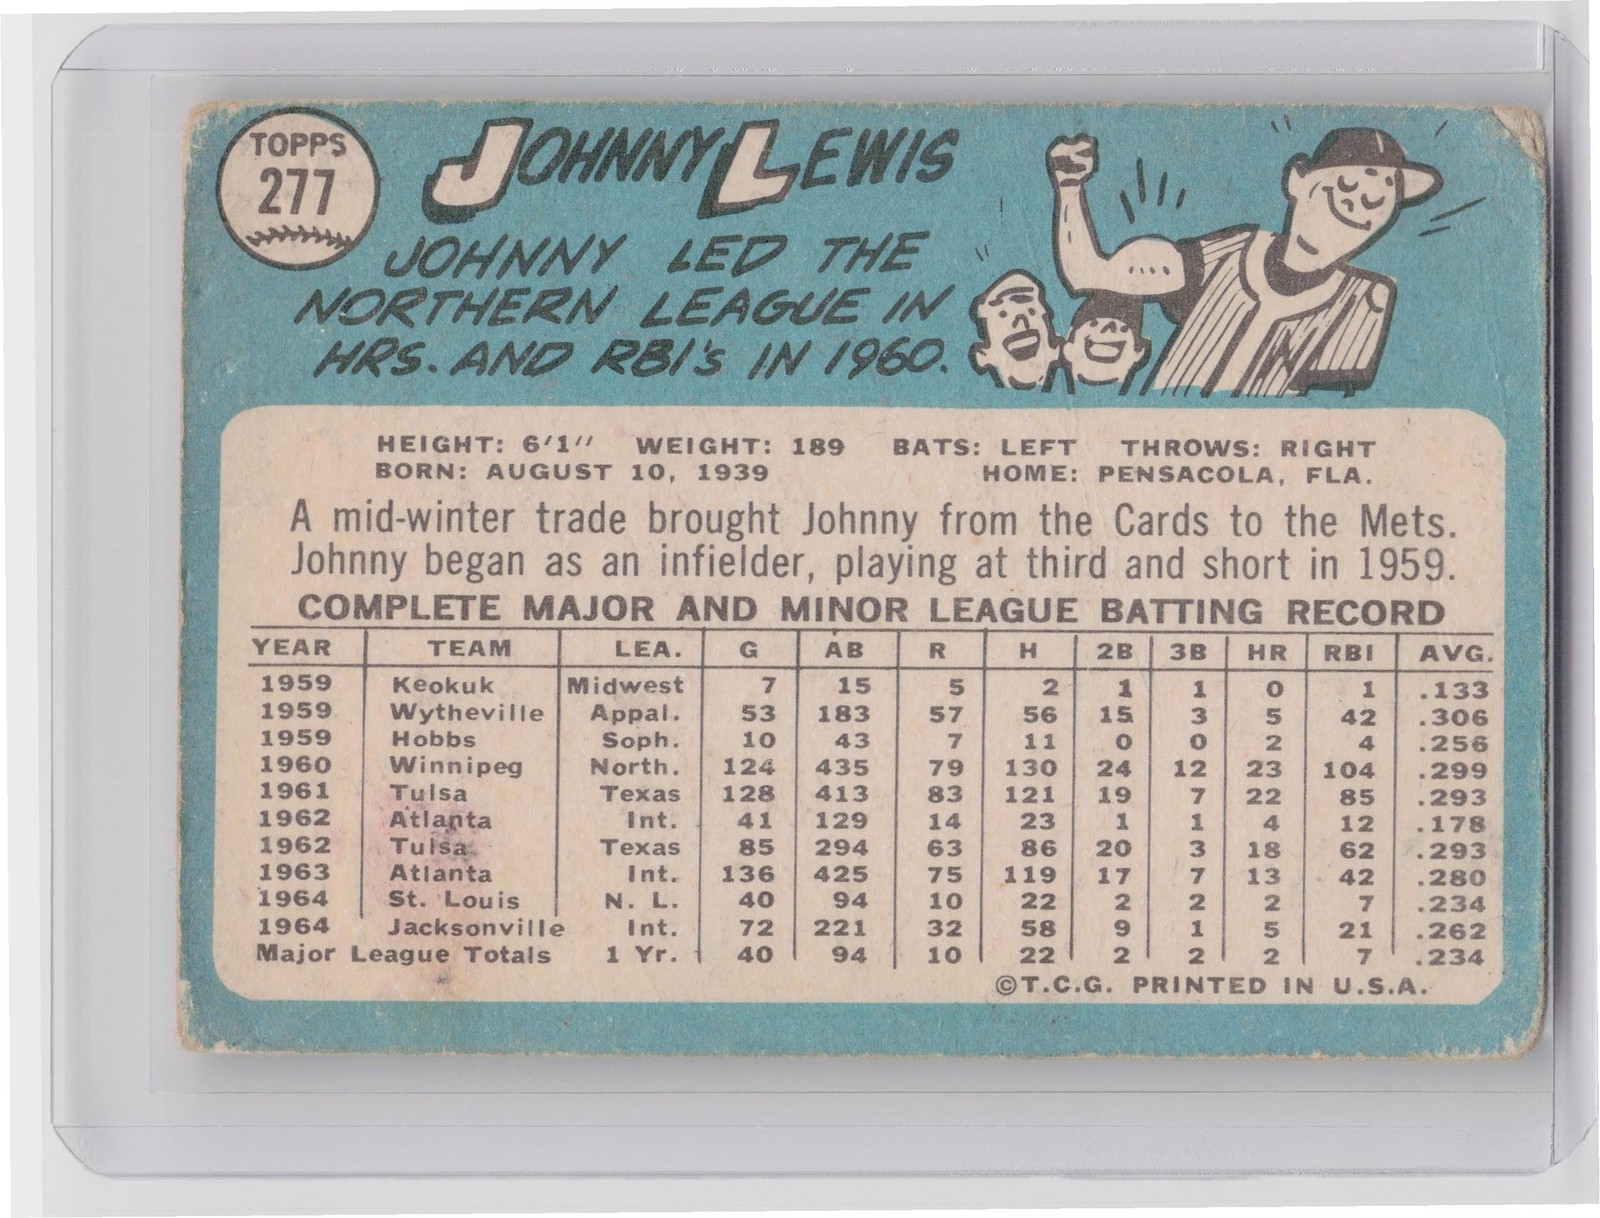 TOPPS
277
JOHNNY LEWIS
JOHNNY LED THE
NORTHERN LEAGUE IN
HRS. AND RBI's IN 1960.
HEIGHT: 6'1" WEIGHT: 189 BATS: LEFT THROWS: RIGHT
BORN: AUGUST 10, 1939 HOME: PENSACOLA, FLA.
A mid-winter trade brought Johnny from the Cards to the Mets.
Johnny began as an infielder, playing at third and short in 1959.
COMPLETE MAJOR AND MINOR LEAGUE BATTING RECORD
YEAR TEAM LEA. G AB R H 2B 3B HR RBI AVG.
1959 Keokuk Midwest 7 15 5 2 1 1 0 1 .133
1959 Wytheville Appal. 53 183 57 56 15 3 5 42 .306
1959 Hobbs Soph. 10 43 7 11 0 0 2 4 .256
1960 Winnipeg North. 124 435 79 130 24 12 23 104 .299
1961 Tulsa Texas 128 413 83 121 19 7 22 85 .293
1962 Atlanta Int. 41 129 14 23 1 1 4 12 .178
1962 Tulsa Texas 85 294 63 86 20 3 18 62 .293
1963 Atlanta Int. 136 425 75 119 17 7 13 42 .280
1964 St. Louis N. L. 40 94 10 22 2 2 2 7 .234
1964 Jacksonville Int. 72 221 32 58 9 1 5 21 .262
Major League Totals 1 Yr. 40 94 10 22 2 2 2 7 .234
©T.C.G. PRINTED IN U.S.A.